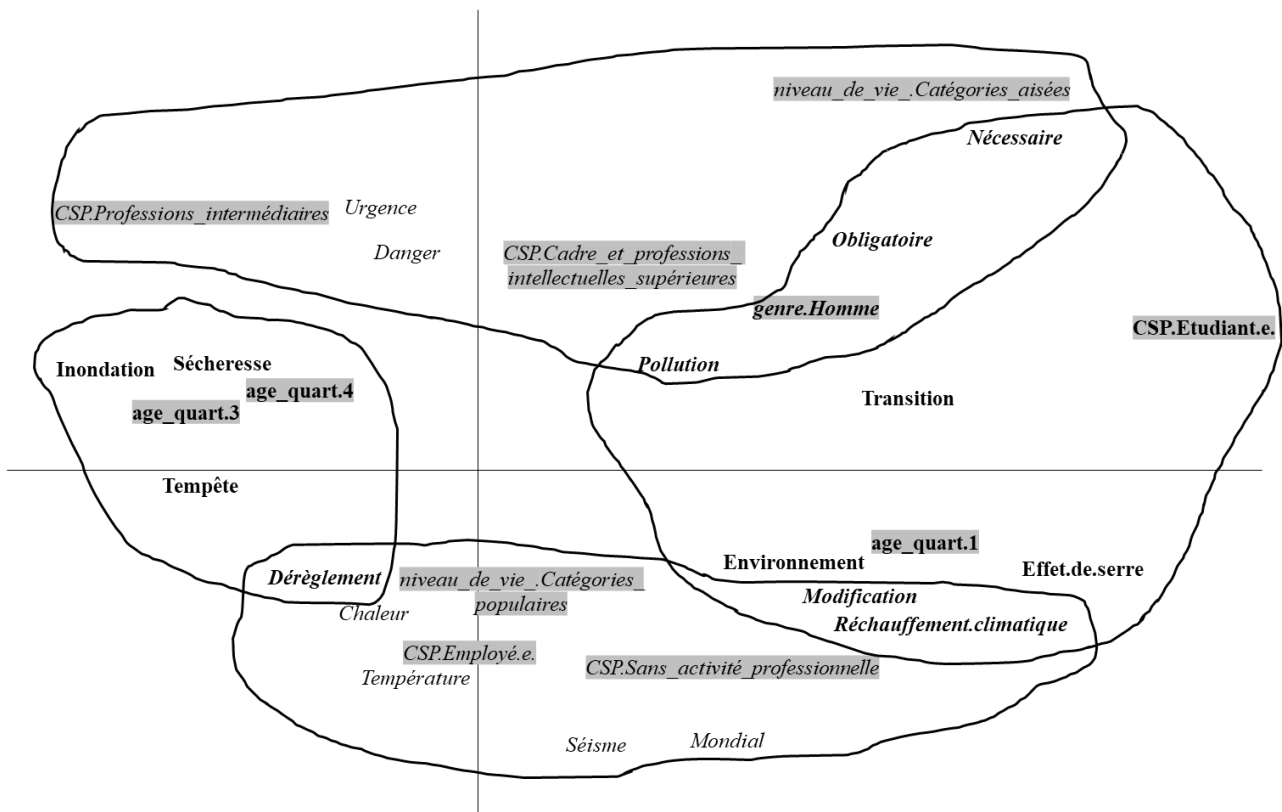 niveau_de_vie_.Catégories_aisées
Nécessaire
CSP.Professions_intermédiaires
Urgence
Obligatoire
Danger
CSP.Cadre_et_professions_
intellectuelles_supérieures
genre.Homme
CSP.Etudiant.e.
Inondation
Sécheresse
Pollution
age_quart.4
age_quart.3
Transition
Tempête
age_quart.1
Environnement
Effet.de.serre
Dérèglement
niveau_de_vie_.Catégories_
populaires
Modification
Chaleur
Réchauffement.climatique
CSP.Employé.e.
CSP.Sans_activité_professionnelle
Température
Séisme
Mondial